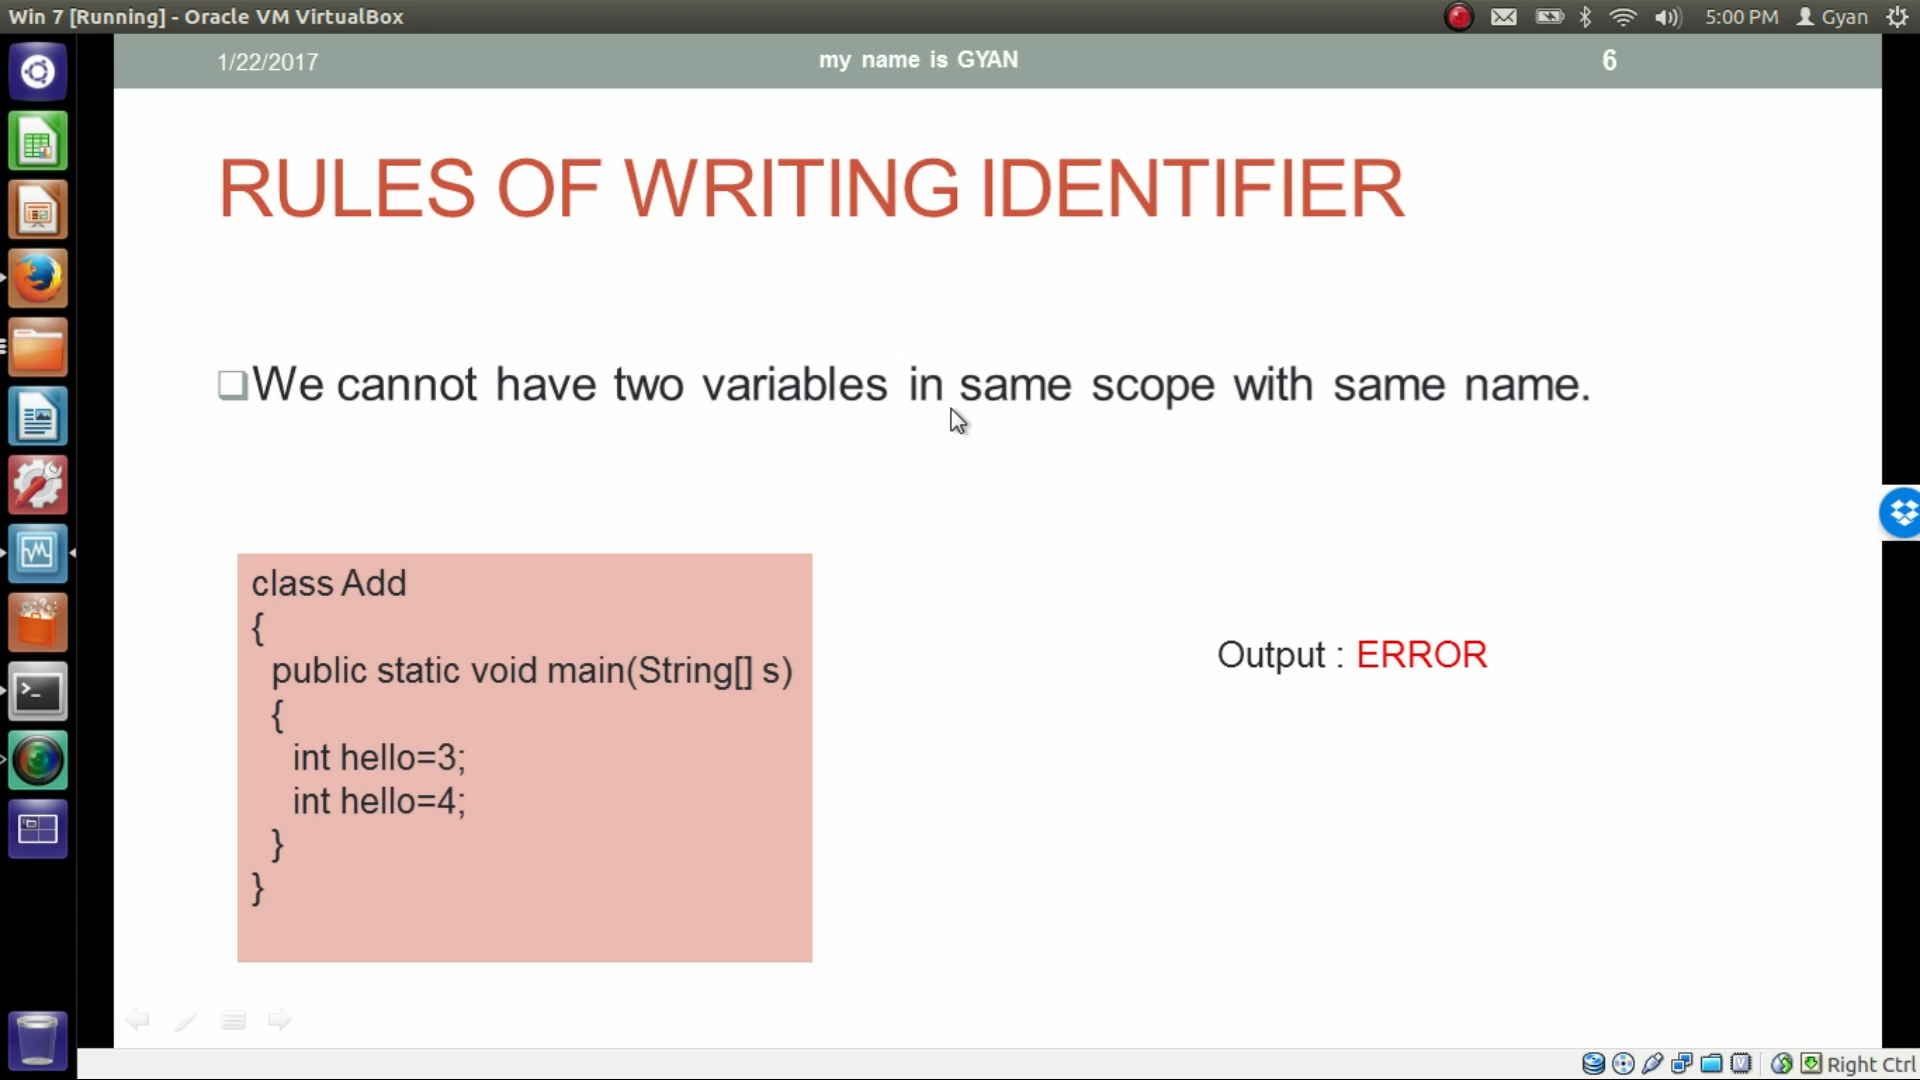 Win 7 [Running] - Oracle VM VirtualBox
5:00 PM Gyan
1/22/2017
my name is GYAN
6
RULES OF WRITING IDENTIFIER
We cannot have two variables in same scope with same name.
class Add
{
public static void main(String[] s)
{
int hello=3;
int hello=4;
}
}
Output : ERROR
Right Ctrl